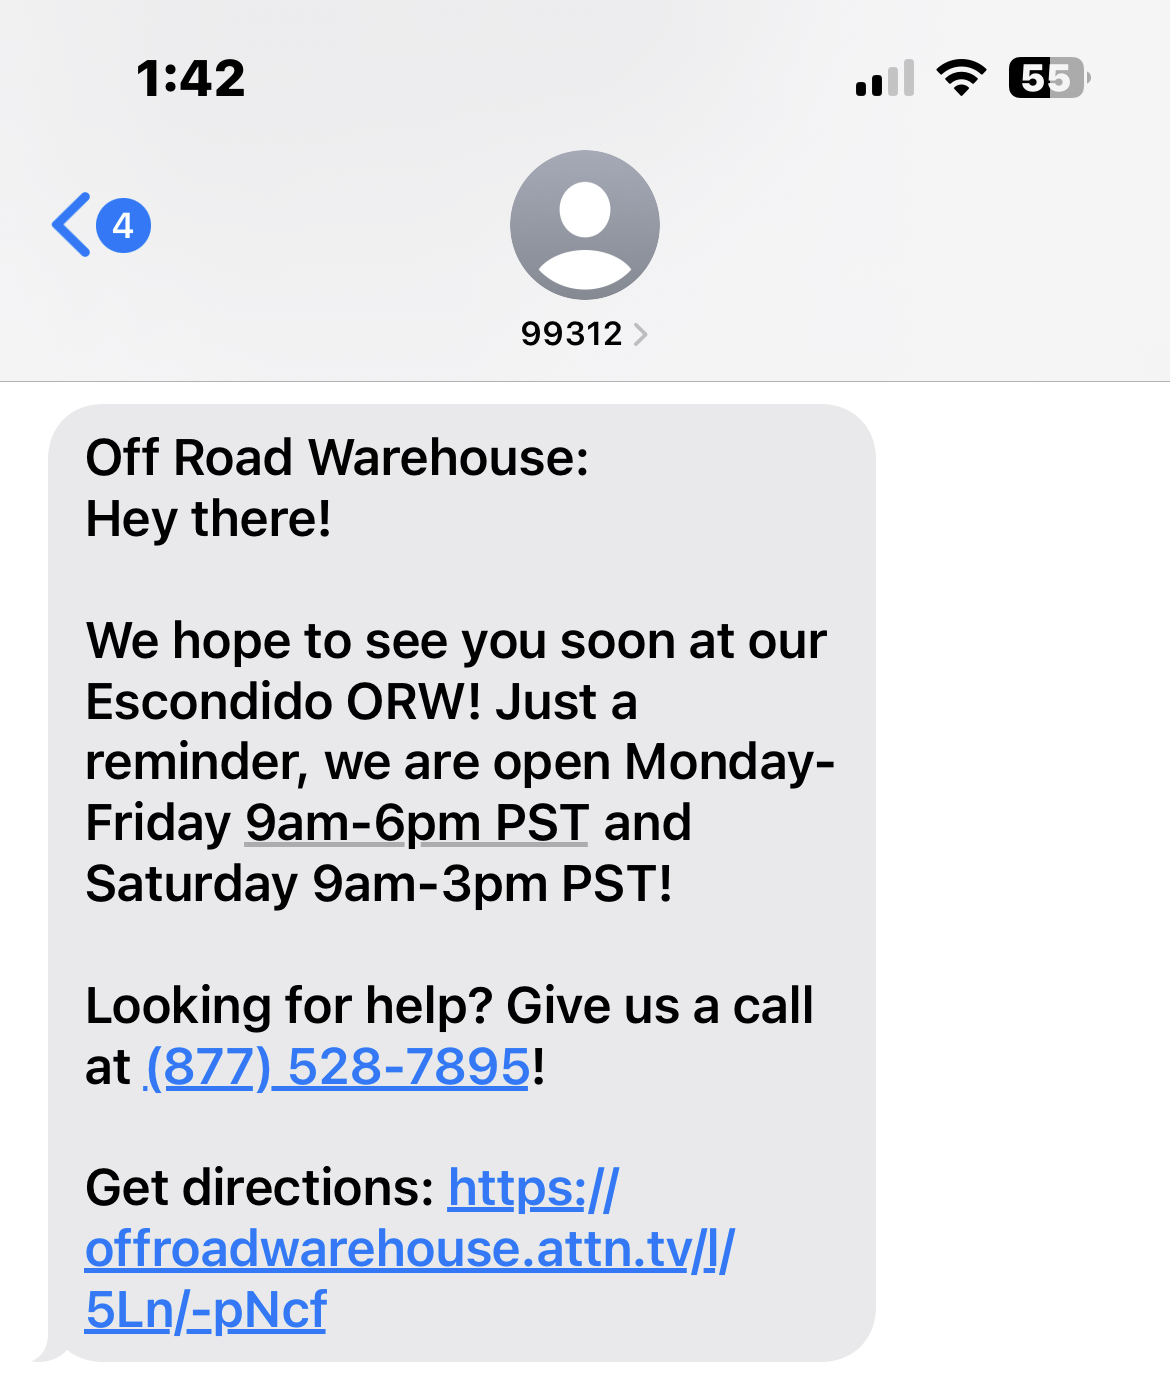 1:42
55
4
99312
Off Road Warehouse:
Hey there!
We hope to see you soon at our
Escondido ORW! Just a
reminder, we are open Monday-
Friday 9am-6pm PST and
Saturday 9am-3pm PST!
Looking for help? Give us a call
at (877) 528-7895!
Get directions: https://
offroadwarehouse.attn.tv/l/
5Ln/-pNcf